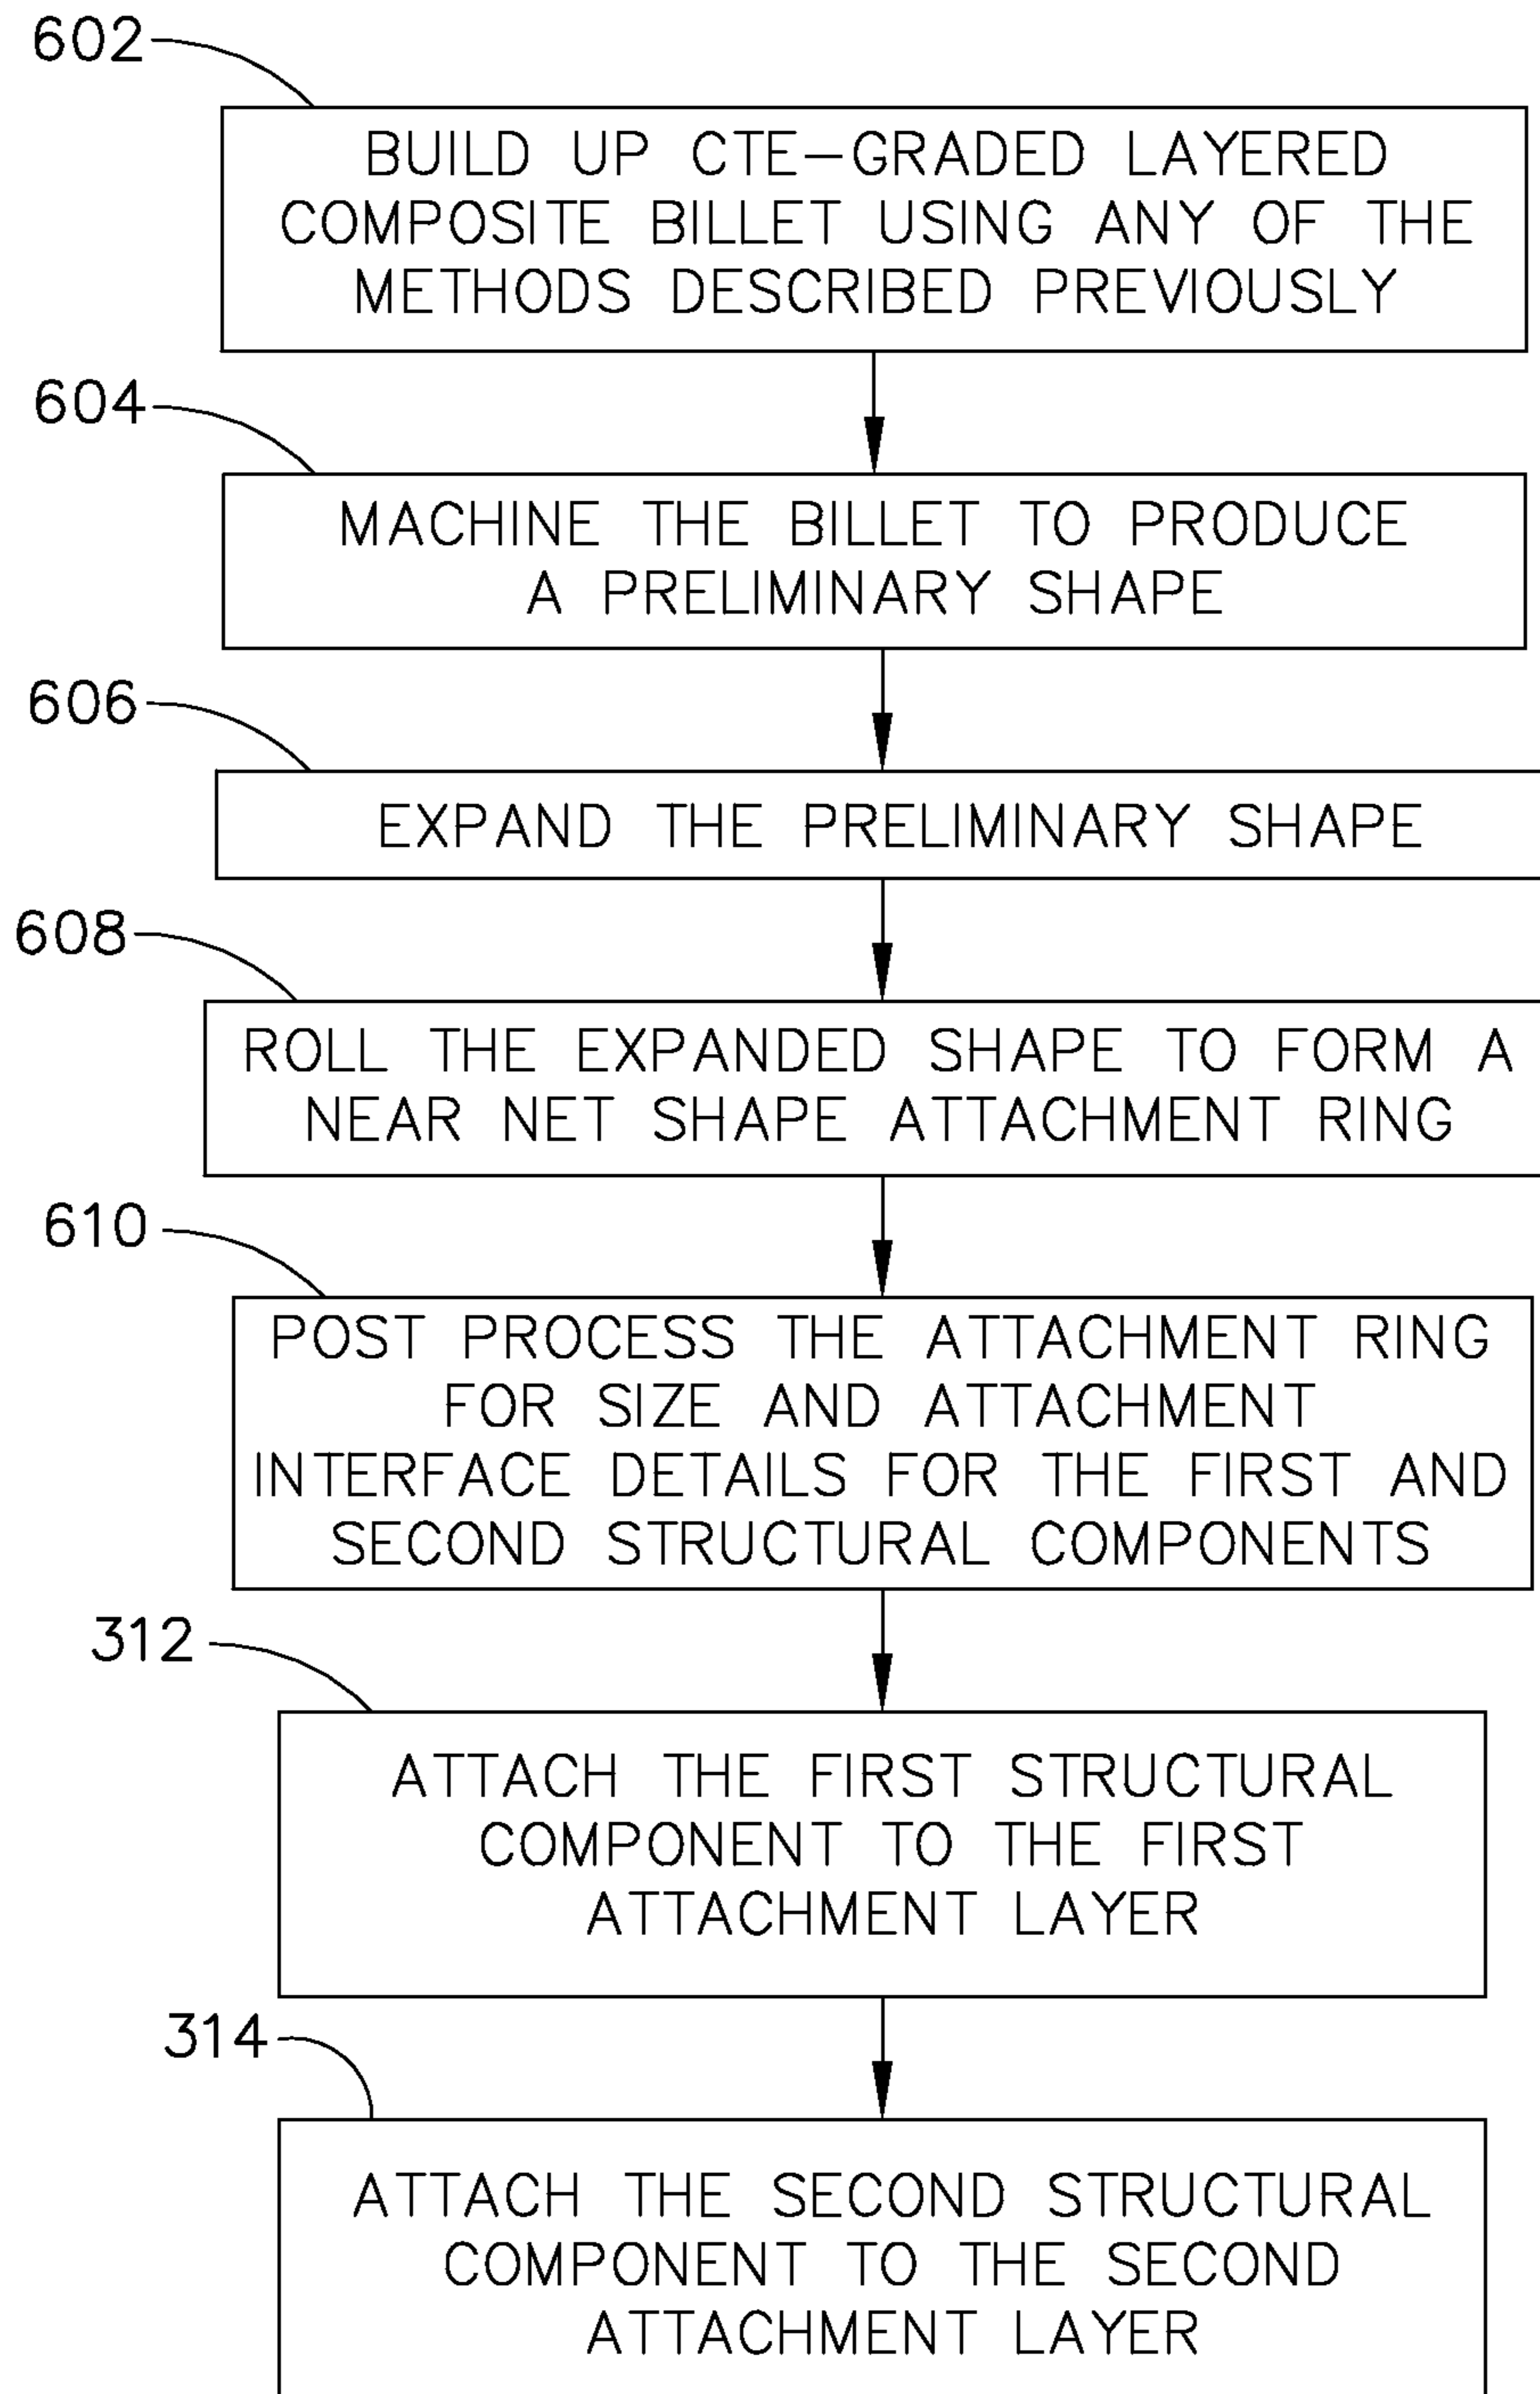 602
BUILD UP CTE-GRADED LAYERED
COMPOSITE BILLET USING ANY OF THE
METHODS DESCRIBED PREVIOUSLY
604
MACHINE THE BILLET TO PRODUCE
A PRELIMINARY SHAPE
606
EXPAND THE PRELIMINARY SHAPE
608
ROLL THE EXPANDED SHAPE TO FORM A
NEAR NET SHAPE ATTACHMENT RING
610
POST PROCESS THE ATTACHMENT RING
FOR SIZE AND ATTACHMENT
INTERFACE DETAILS FOR THE FIRST AND
SECOND STRUCTURAL COMPONENTS
312
ATTACH THE FIRST STRUCTURAL
COMPONENT TO THE FIRST
ATTACHMENT LAYER
314
ATTACH THE SECOND STRUCTURAL
COMPONENT TO THE SECOND
ATTACHMENT LAYER